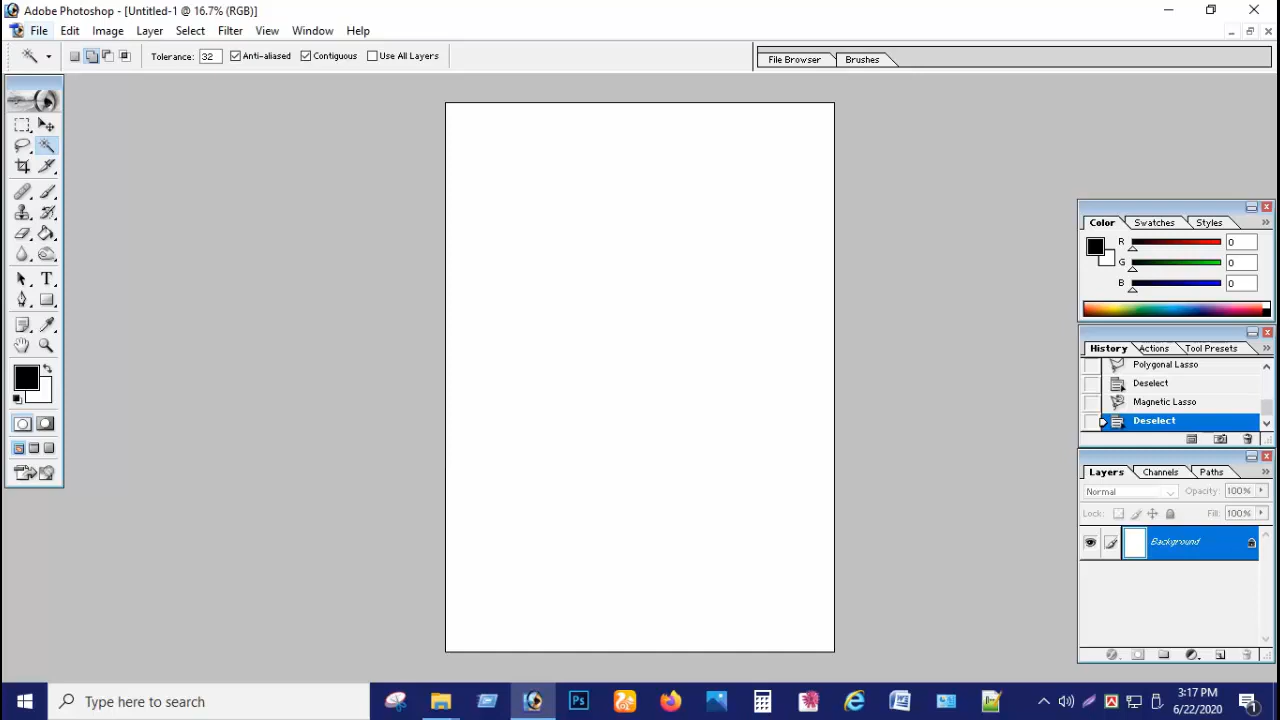 Adobe Photoshop - [Untitled-1 @ 16.7% (RGB)]
File Edit Image Layer Select Filter View Window Help
Tolerance: 32 Anti-aliased Contiguous Use All Layers
File Browser Brushes
Color Swatches Styles
R 0
G 0
B 0
History Actions Tool Presets
Polygonal Lasso
Deselect
Magnetic Lasso
Deselect
Layers Channels Paths
Normal Opacity: 100%
Lock: Fill: 100%
Background
T
Type here to search
Ps
3:17 PM
6/22/2020
1